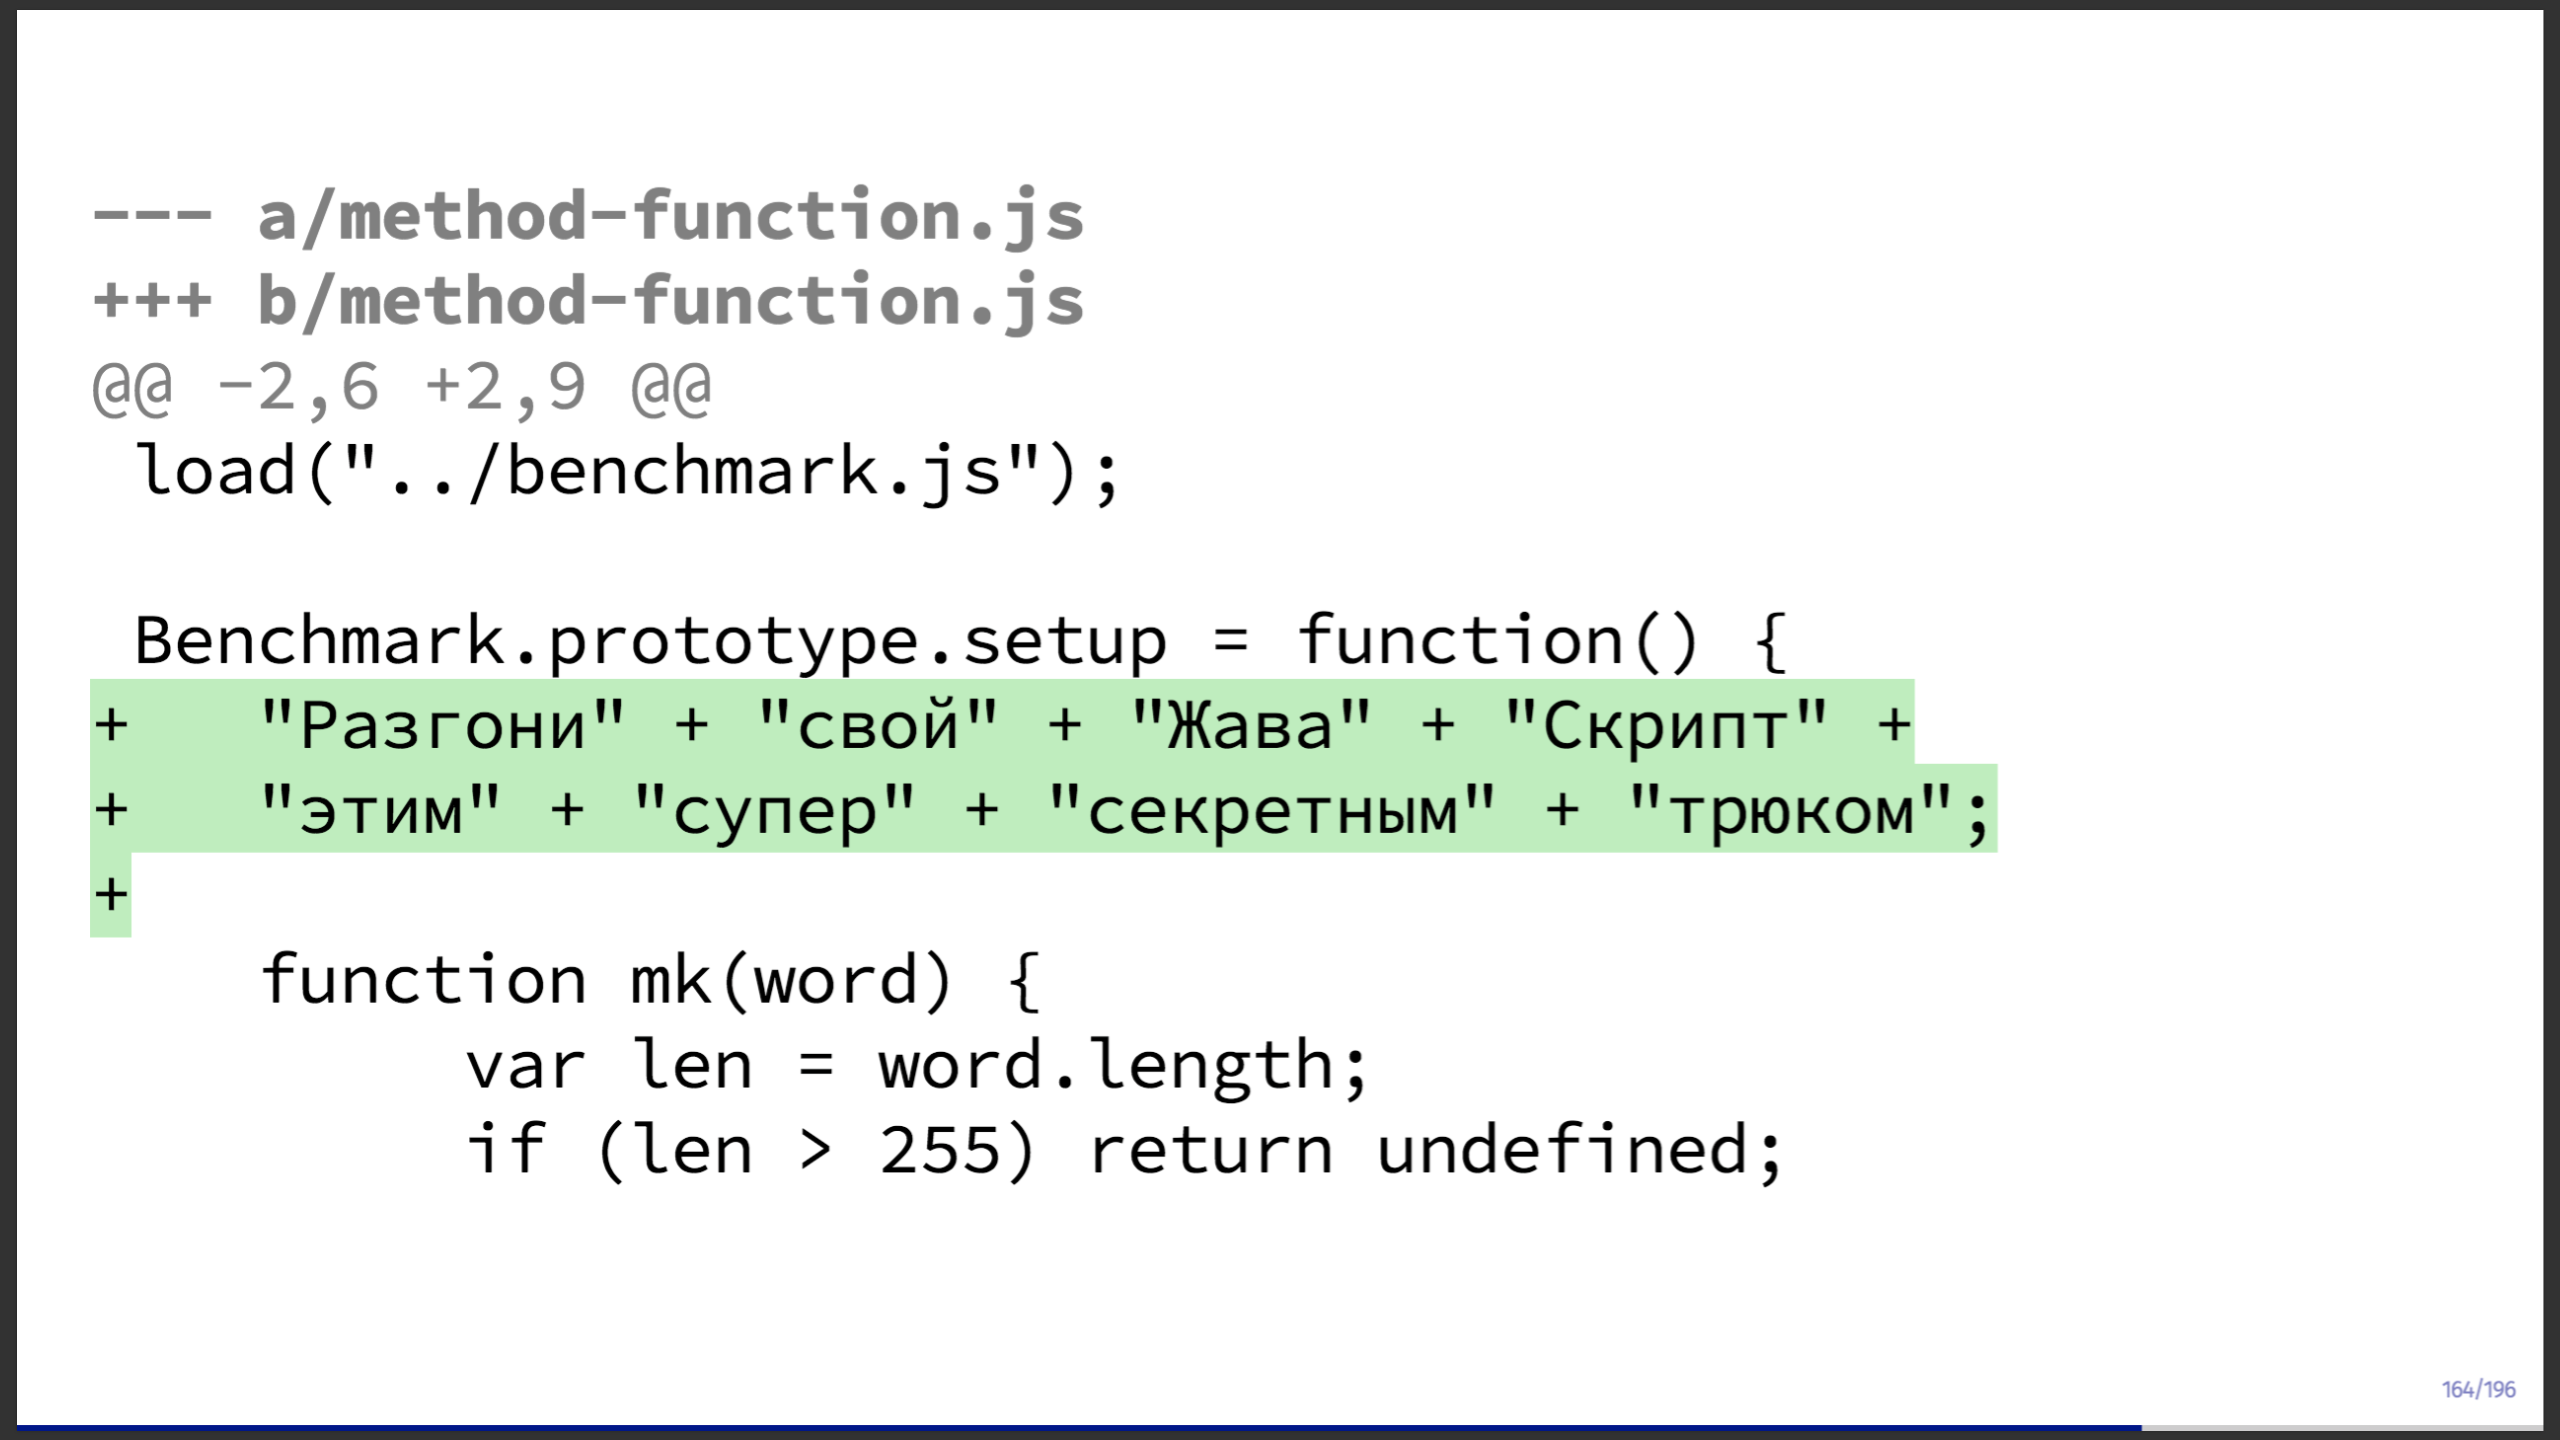 --- a/method-function.js
+++ b/method-function.js
@@ -2,6 +2,9 @@
 load("../benchmark.js");

 Benchmark.prototype.setup = function() {
+   "Разгони" + "свой" + "Жава" + "Скрипт" +
+   "этим" + "супер" + "секретным" + "трюком";
+
    function mk(word) {
         var len = word.length;
         if (len > 255) return undefined;
164/196